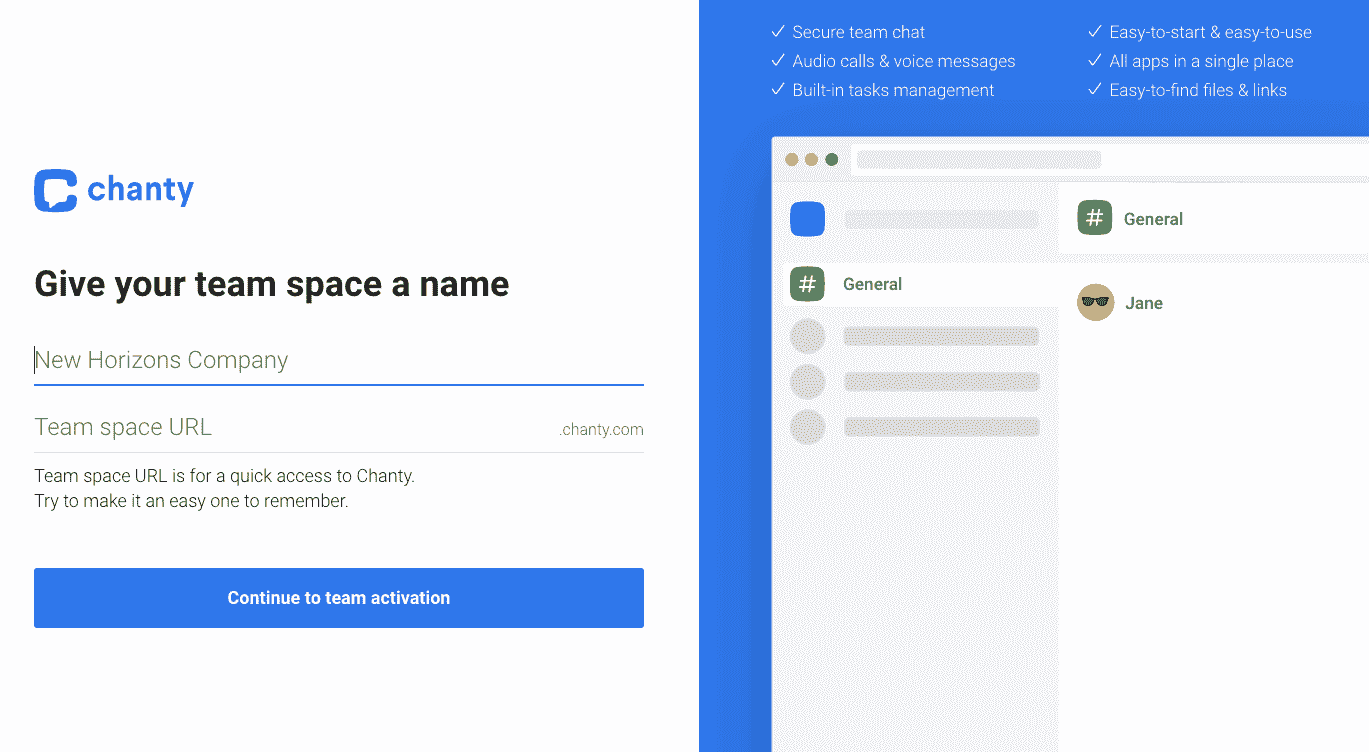 chanty
Give your team space a name
New Horizons Company
Team space URL
.chanty.com
Team space URL is for a quick access to Chanty.
Try to make it an easy one to remember.
Continue to team activation
✓ Secure team chat
✓ Audio calls & voice messages
✓ Built-in tasks management
✓ Easy-to-start & easy-to-use
✓ All apps in a single place
✓ Easy-to-find files & links
# General
# General
Jane